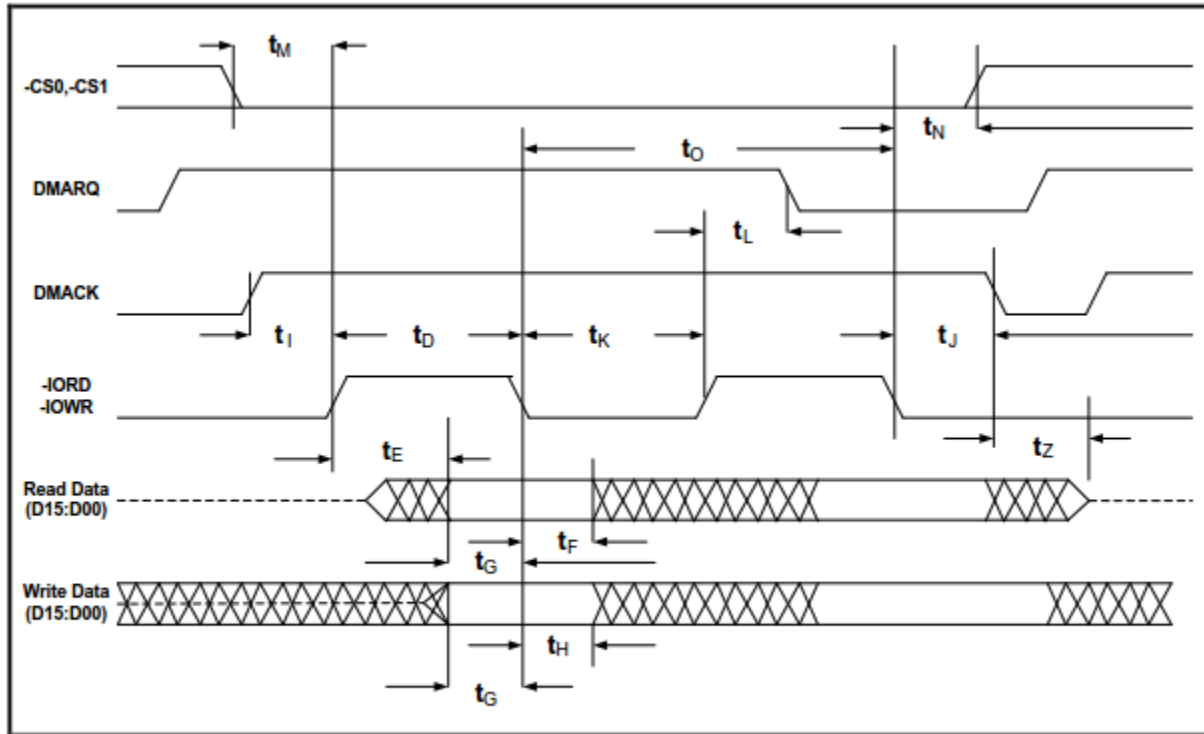 tM
-CS0,-CS1
tN
tO
DMARQ
tL
DMACK
tI
tD
tK
tJ
-IORD
-IOWR
tE
tZ
Read Data
(D15:D00)
tF
tG
Write Data
(D15:D00)
tH
tG